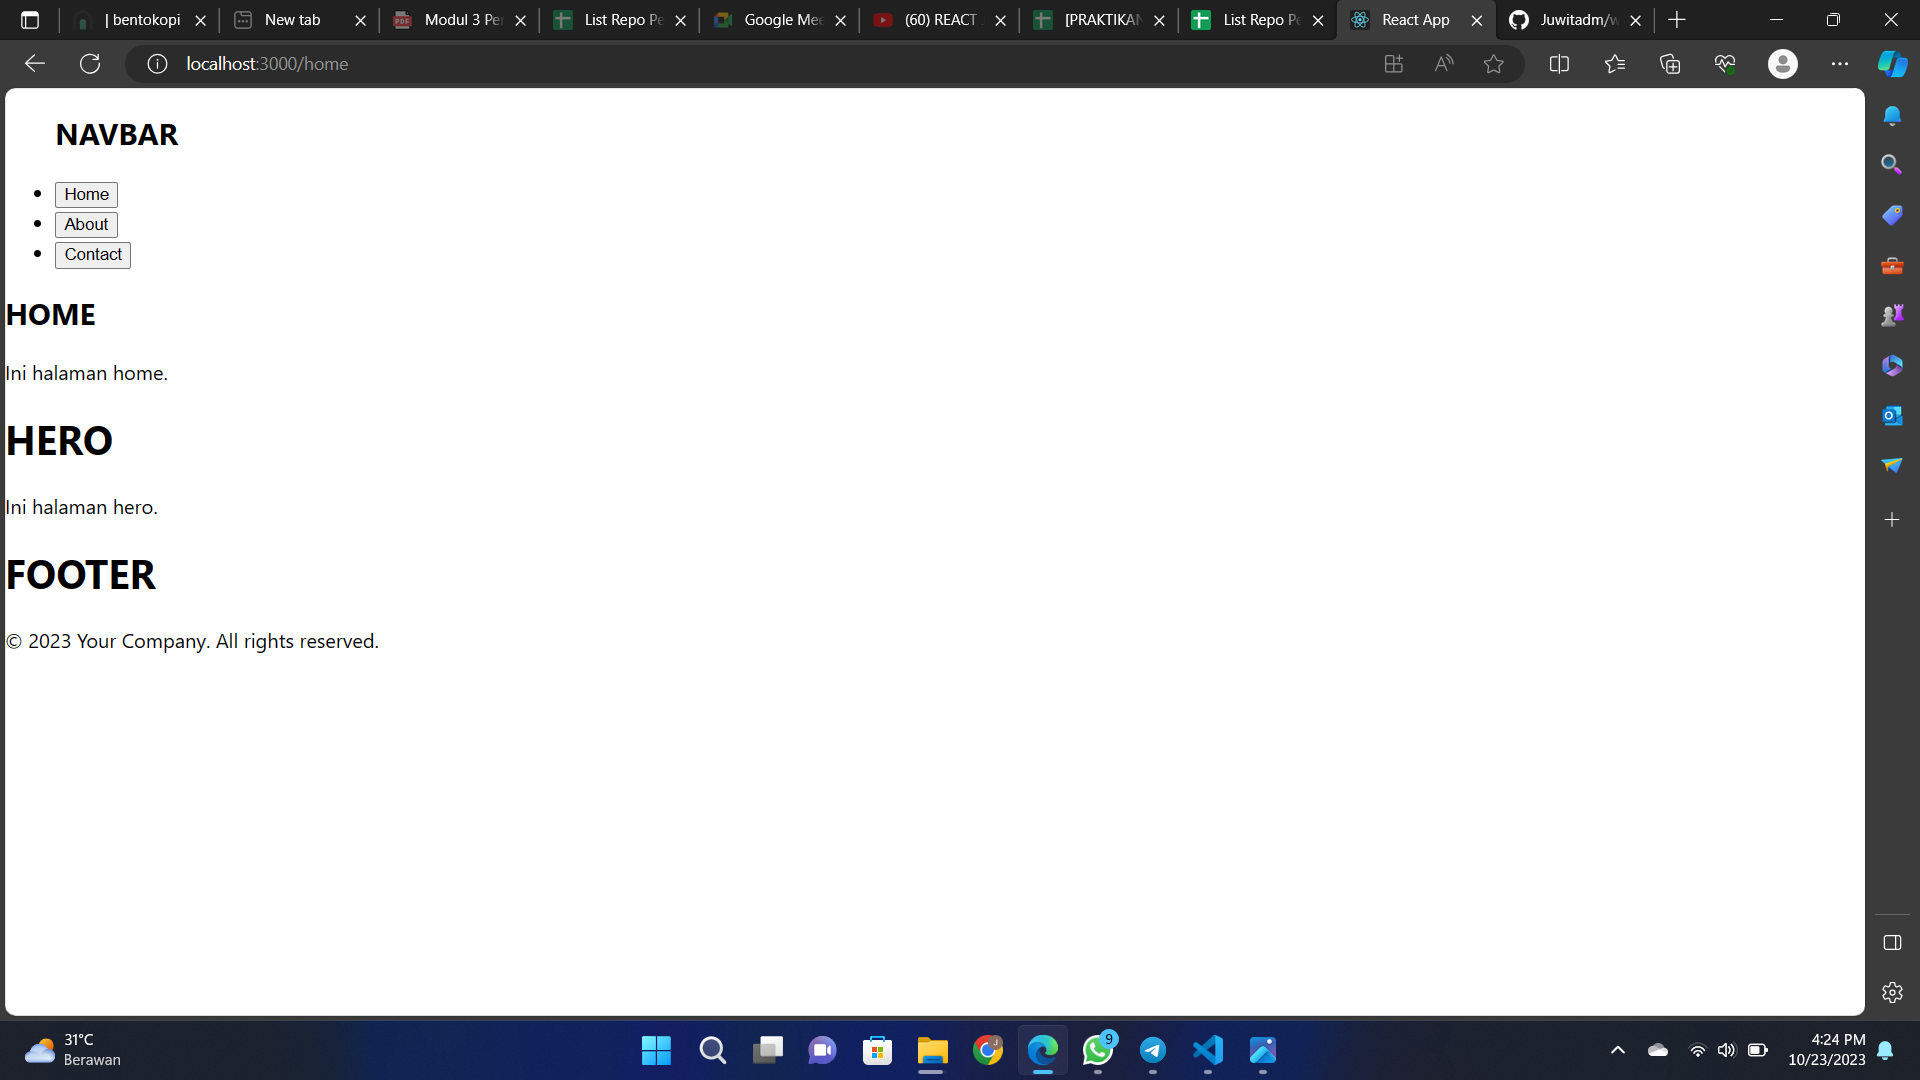 | bentokopi
New tab
Modul 3 Per
List Repo Pe
Google Mee
(60) REACT
[PRAKTIKAN
List Repo Pe
React App
Juwitadm/w
localhost:3000/home
NAVBAR
Home
About
Contact
HOME
Ini halaman home.
HERO
Ini halaman hero.
FOOTER
© 2023 Your Company. All rights reserved.
31°C
Berawan
9
4:24 PM
10/23/2023